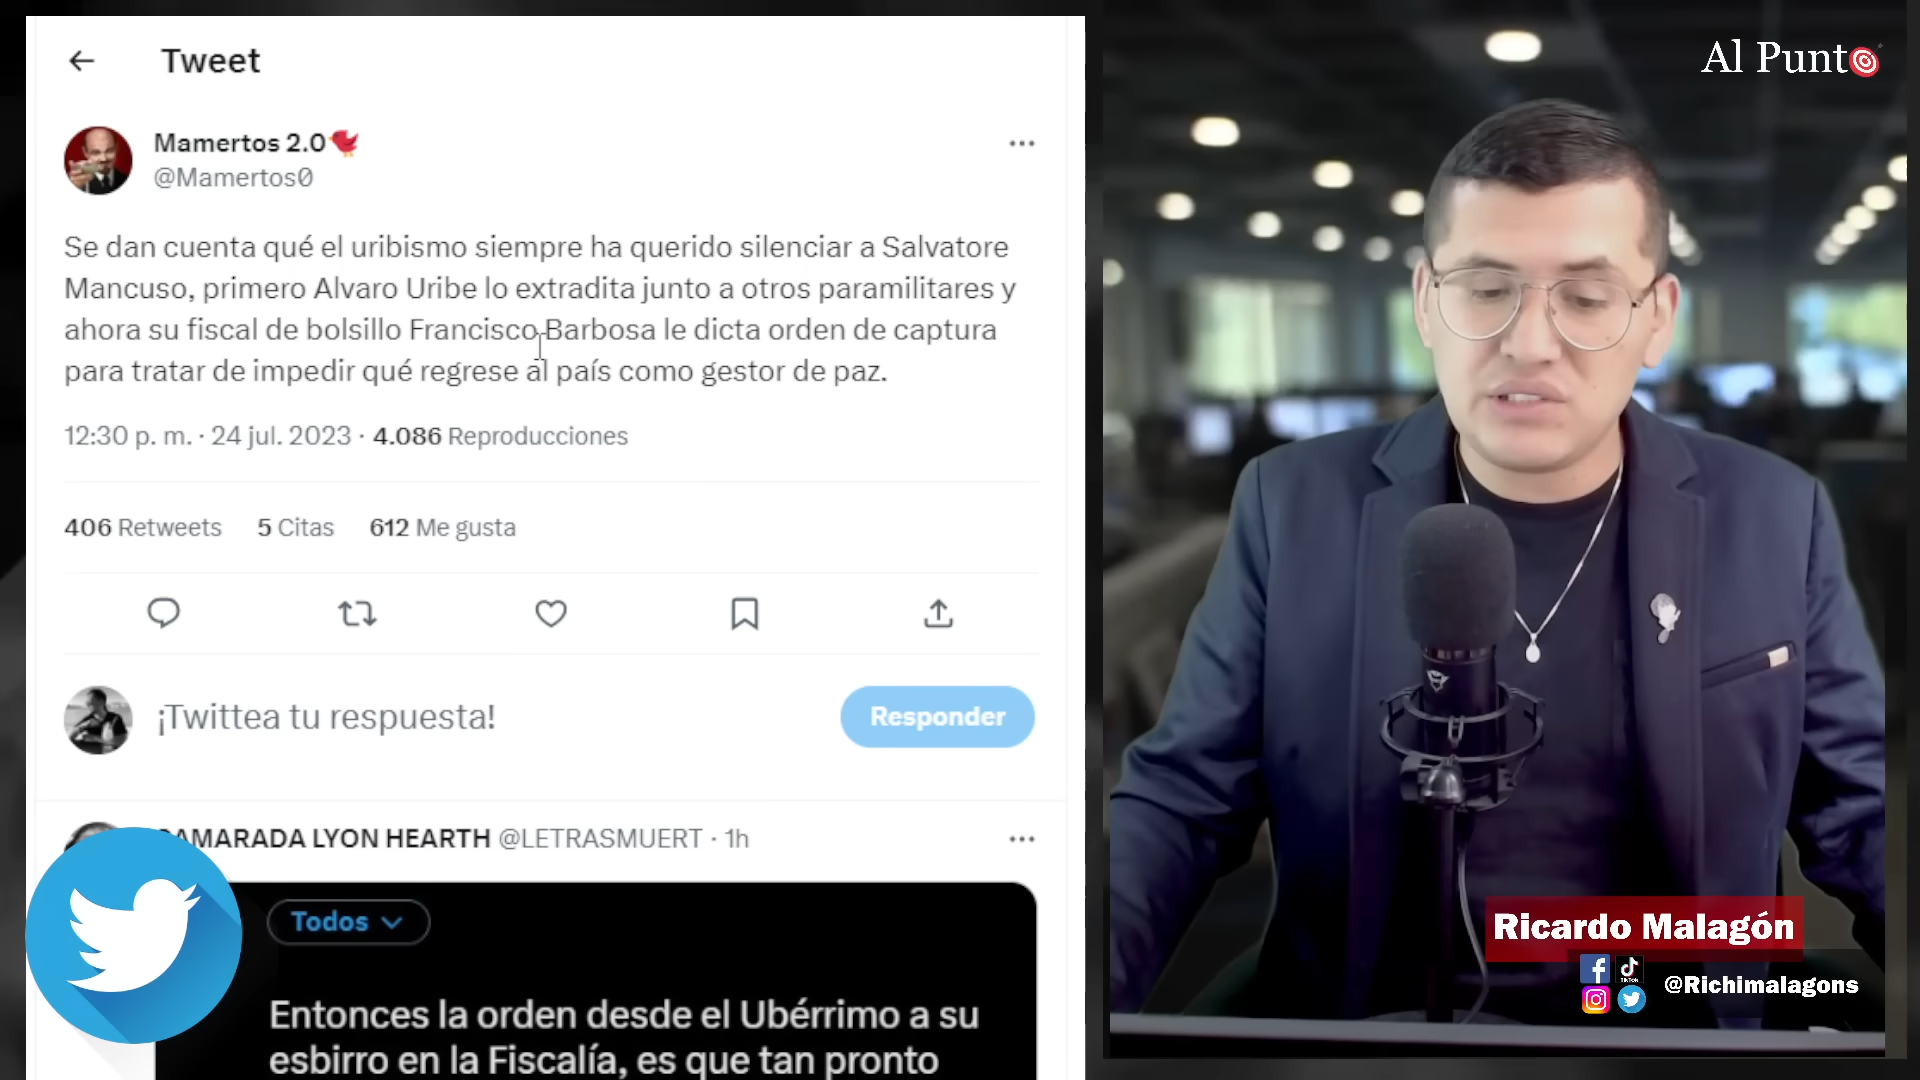 Tweet
Mamertos 2.0
@Mamertos0
Se dan cuenta qué el uribismo siempre ha querido silenciar a Salvatore
Mancuso, primero Alvaro Uribe lo extradita junto a otros paramilitares y
ahora su fiscal de bolsillo Francisco Barbosa le dicta orden de captura
para tratar de impedir qué regrese al país como gestor de paz.
12:30 p. m. · 24 jul. 2023 · 4.086 Reproducciones
406 Retweets 5 Citas 612 Me gusta
¡Twittea tu respuesta!
Responder
LYON HEARTH @LETRASMUERT · 1h
Todos
Entonces la orden desde el Ubérrimo a su
esbirro en la Fiscalía, es que tan pronto
Al Punto
Ricardo Malagón
@Richimalagons